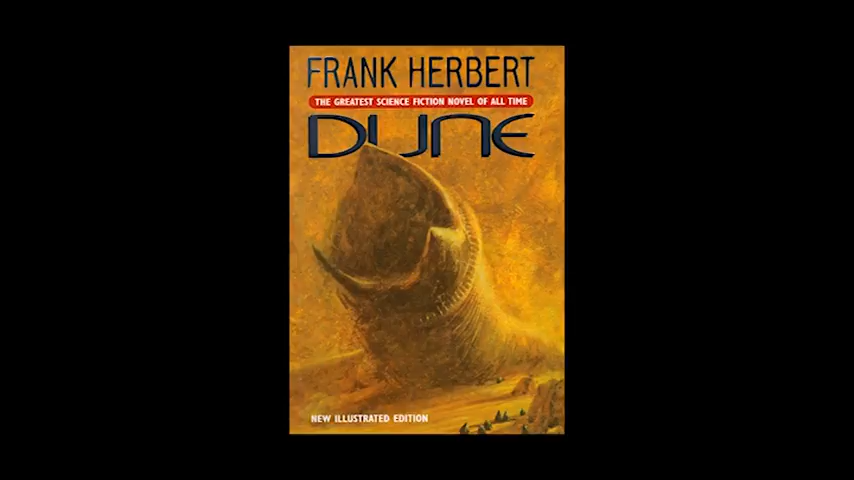 FRANK HERBERT
THE GREATEST SCIENCE FICTION NOVEL OF ALL TIME
DUNE
NEW ILLUSTRATED EDITION